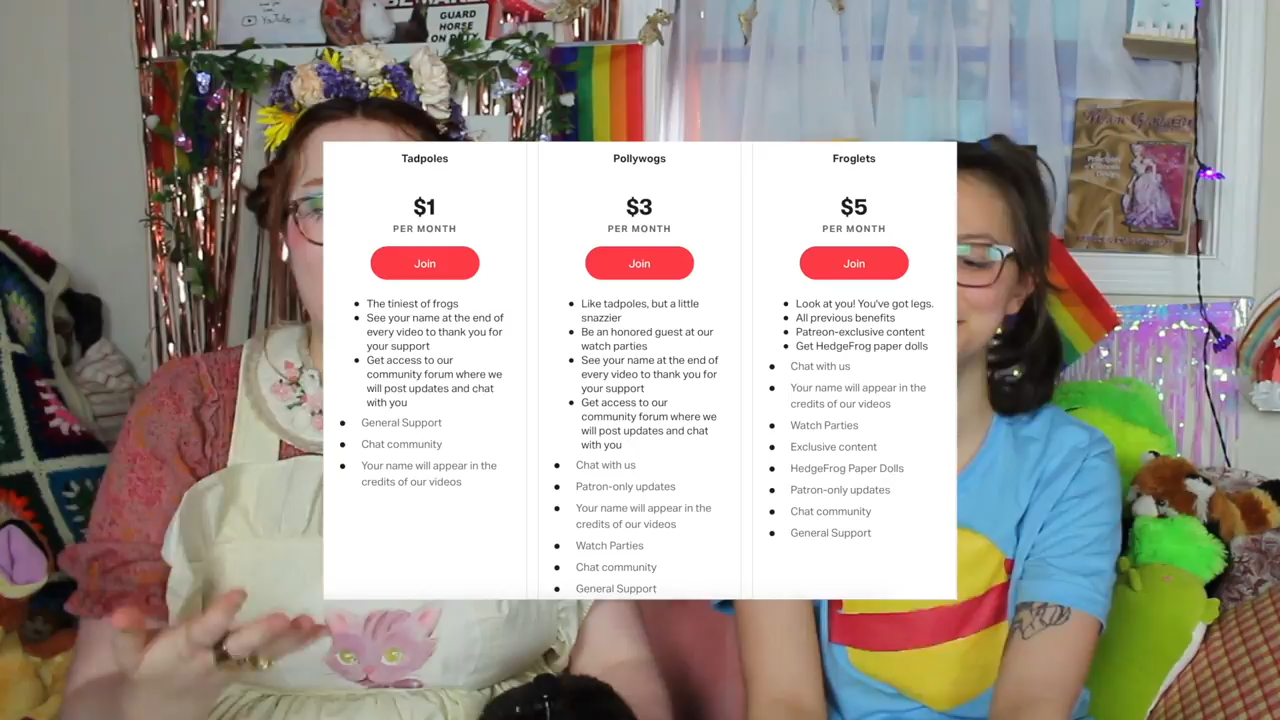 YouTube
BEWARE
GUARD
HORSE
ON DUTY
Tadpoles
$1
PER MONTH
Join
The tiniest of frogs
See your name at the end of
every video to thank you for
your support
Get access to our
community forum where we
will post updates and chat
with you
General Support
Chat community
Your name will appear in the
credits of our videos
Pollywogs
$3
PER MONTH
Join
Like tadpoles, but a little
snazzier
Be an honored guest at our
watch parties
See your name at the end of
every video to thank you for
your support
Get access to our
community forum where we
will post updates and chat
with you
Chat with us
Patron-only updates
Your name will appear in the
credits of our videos
Watch Parties
Chat community
General Support
Froglets
$5
PER MONTH
Join
Look at you! You've got legs.
All previous benefits
Patreon-exclusive content
Get HedgeFrog paper dolls
Chat with us
Your name will appear in the
credits of our videos
Watch Parties
Exclusive content
HedgeFrog Paper Dolls
Patron-only updates
Chat community
General Support